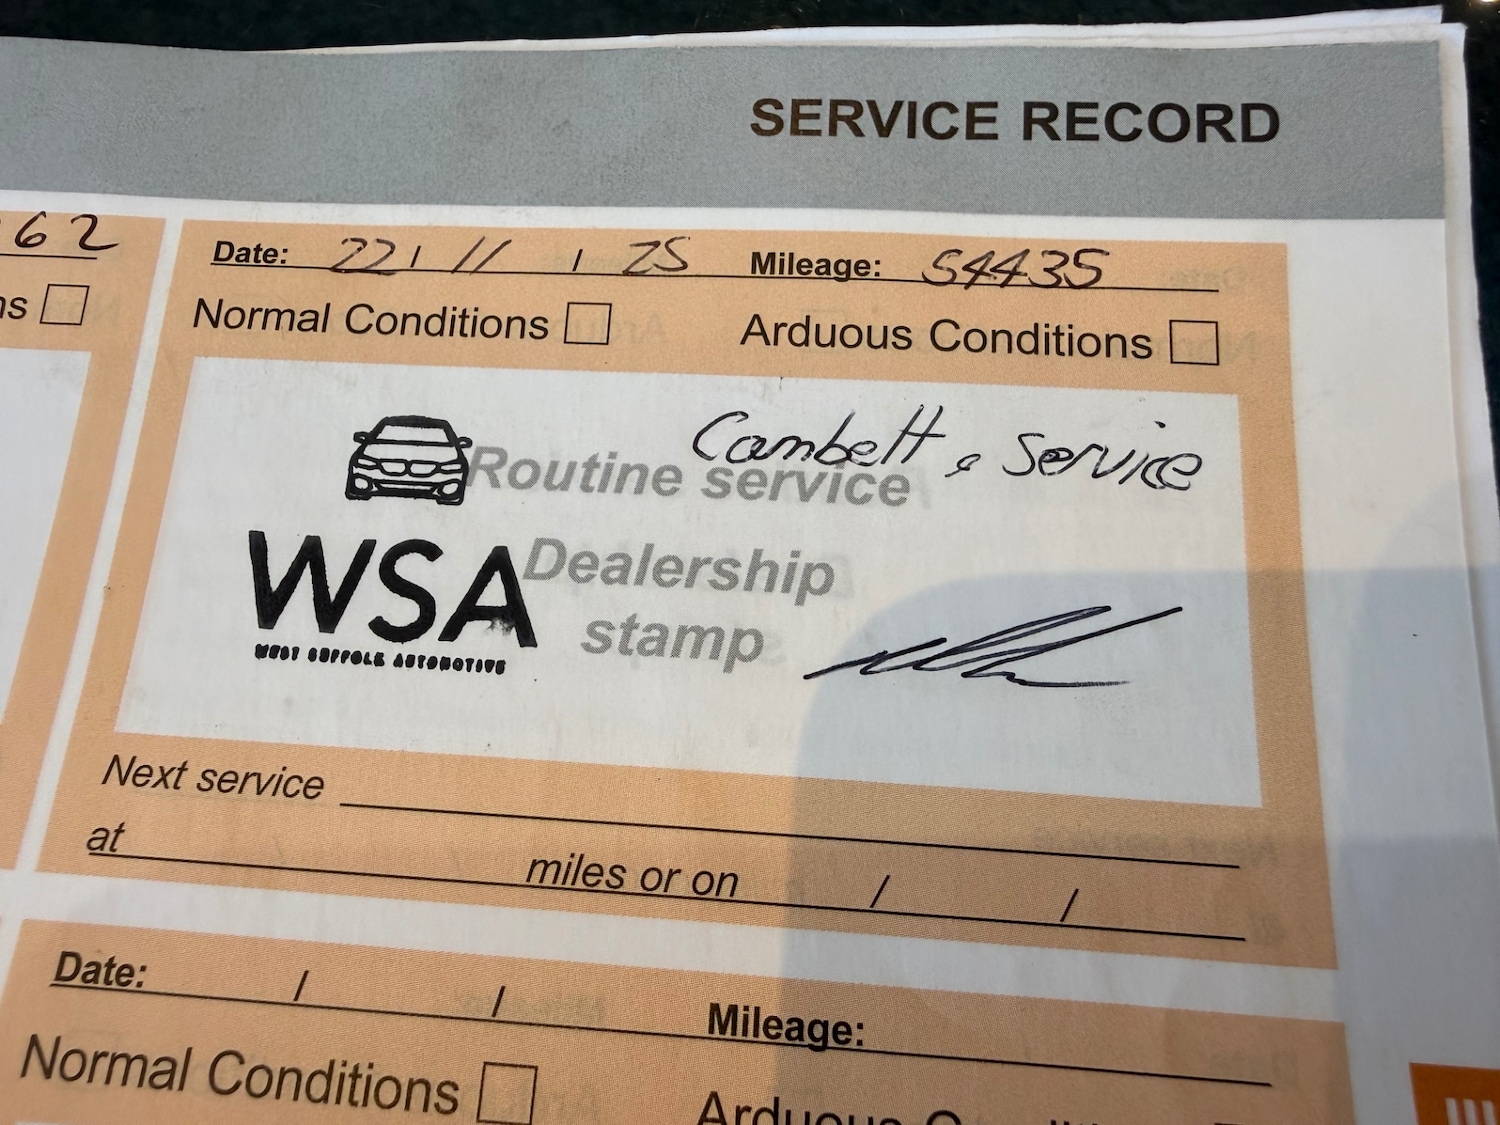 SERVICE RECORD
62
Date: 22 / 11 / 25 Mileage: 54435
ns
Normal Conditions Arduous Conditions
Cambelt & Service
Routine service
WSA
Dealership
stamp
WEST SUFFOLK AUTOMOTIVE
Next service
at miles or on / /
Date: / / Mileage:
Normal Conditions Arduous